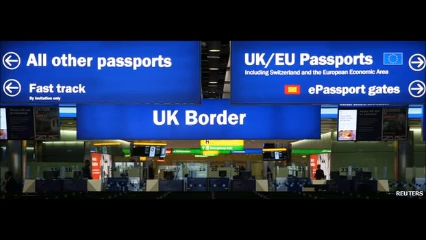 All other passports
Fast track
By invitation only
UK/EU Passports
Including Switzerland and the European Economic Area
ePassport gates
UK Border
REUTERS